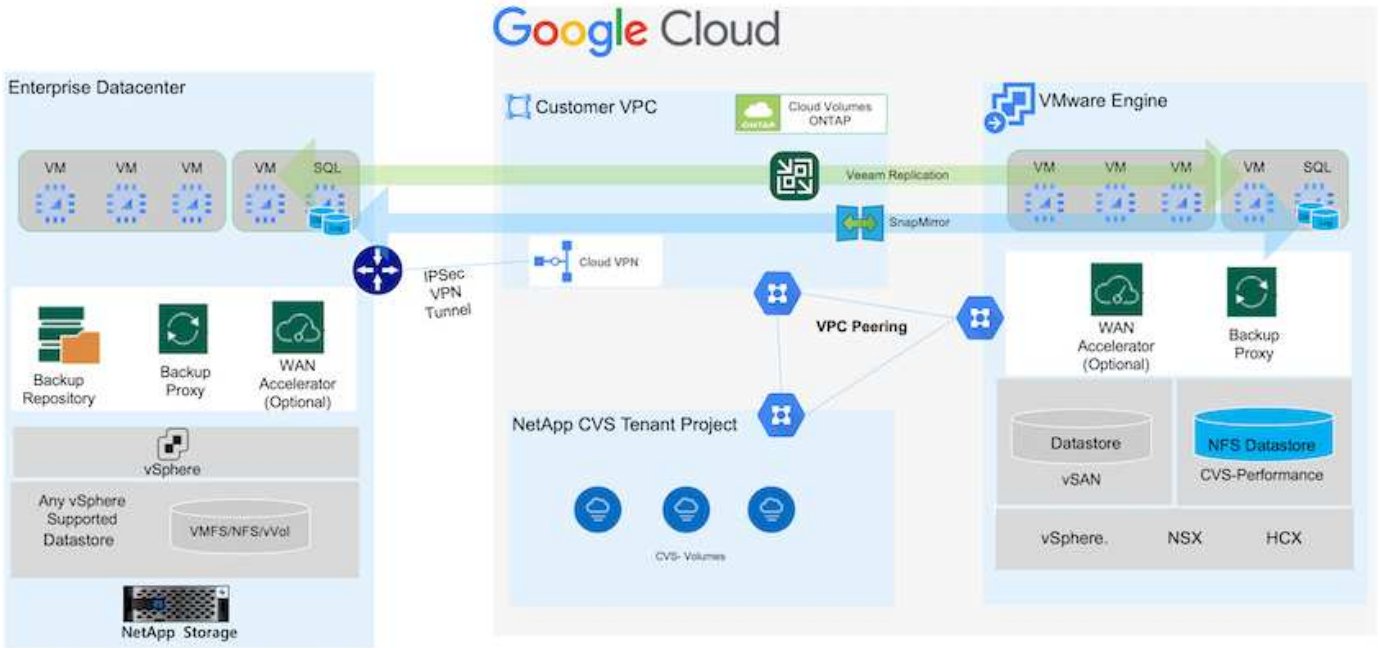 Google Cloud
Enterprise Datacenter
VM
VM
VM
VM
SQL
Backup
Repository
Backup
Proxy
WAN
Accelerator
(Optional)
vSphere
Any vSphere
Supported
Datastore
VMFS/NFS/vVol
NetApp Storage
IPSec
VPN
Tunnel
Customer VPC
ONTAP
Cloud Volumes
ONTAP
Veeam Replication
SnapMirror
Cloud VPN
VPC Peering
NetApp CVS Tenant Project
CVS- Volumes
VMware Engine
VM
VM
VM
VM
SQL
WAN
Accelerator
(Optional)
Backup
Proxy
Datastore
vSAN
NFS Datastore
CVS-Performance
vSphere.
NSX
HCX